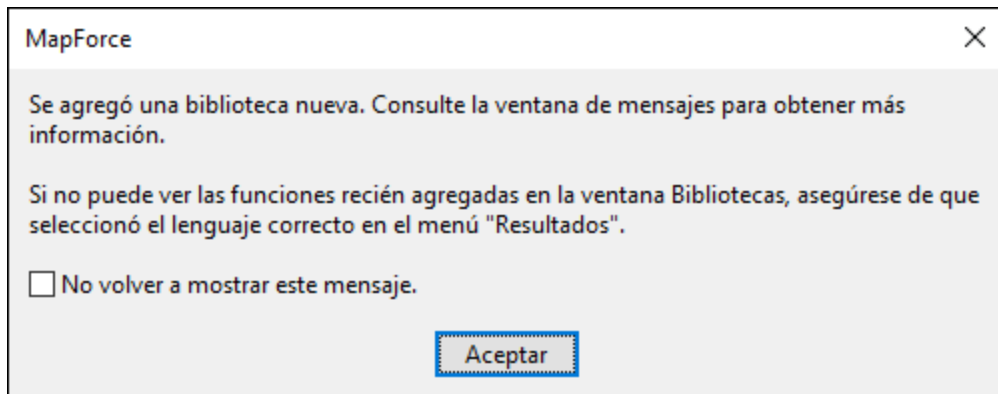 MapForce
Se agregó una biblioteca nueva. Consulte la ventana de mensajes para obtener más
información.
Si no puede ver las funciones recién agregadas en la ventana Bibliotecas, asegúrese de que
seleccionó el lenguaje correcto en el menú "Resultados".
No volver a mostrar este mensaje.
Aceptar